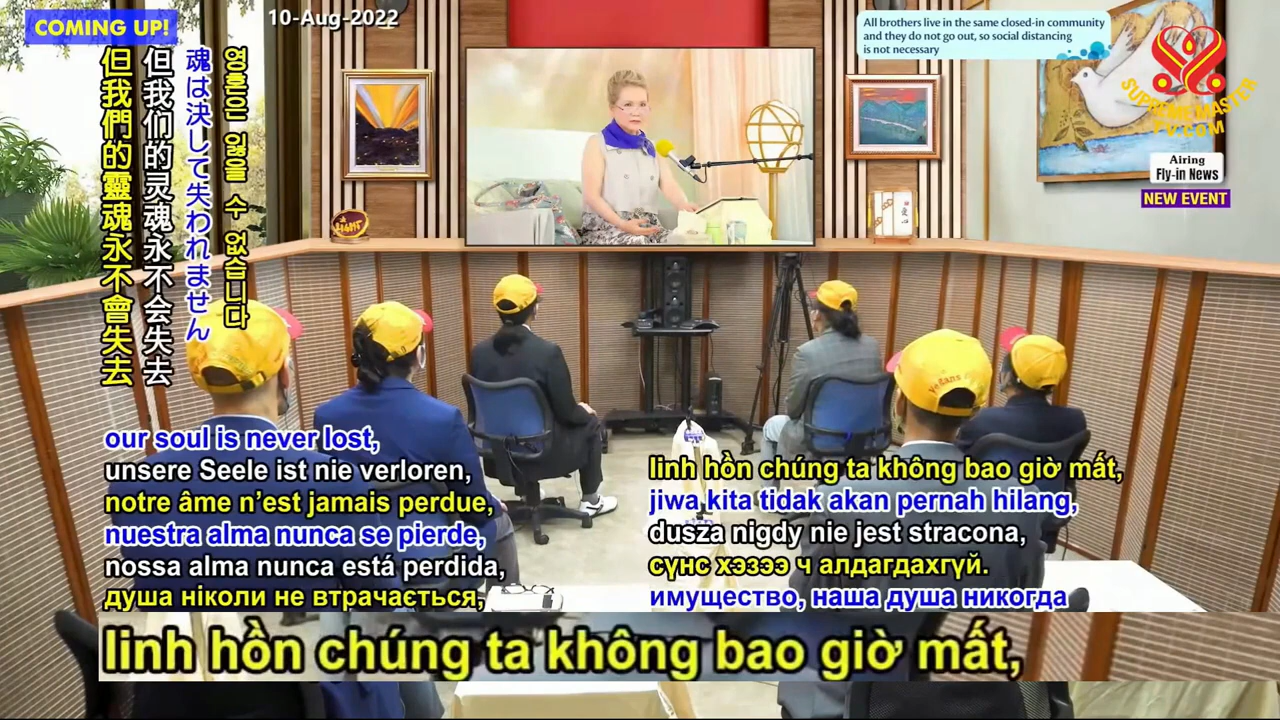 COMING UP!
10-Aug-2022
All brothers live in the same closed-in community
and they do not go out, so social distancing
is not necessary
SUPREME MASTER
TV.COM
Airing
Fly-in News
NEW EVENT
但我們的靈魂永不會失去
但我们的灵魂永不会失去
魂は決して失われません
영혼은 잃을 수 없습니다
our soul is never lost,
unsere Seele ist nie verloren,
notre âme n’est jamais perdue,
nuestra alma nunca se pierde,
nossa alma nunca está perdida,
душа ніколи не втрачається,
linh hồn chúng ta không bao giờ mất,
jiwa kita tidak akan pernah hilang,
dusza nigdy nie jest stracona,
сүнс хэзээ ч алдагдахгүй.
имущество, наша душа никогда
linh hồn chúng ta không bao giờ mất,